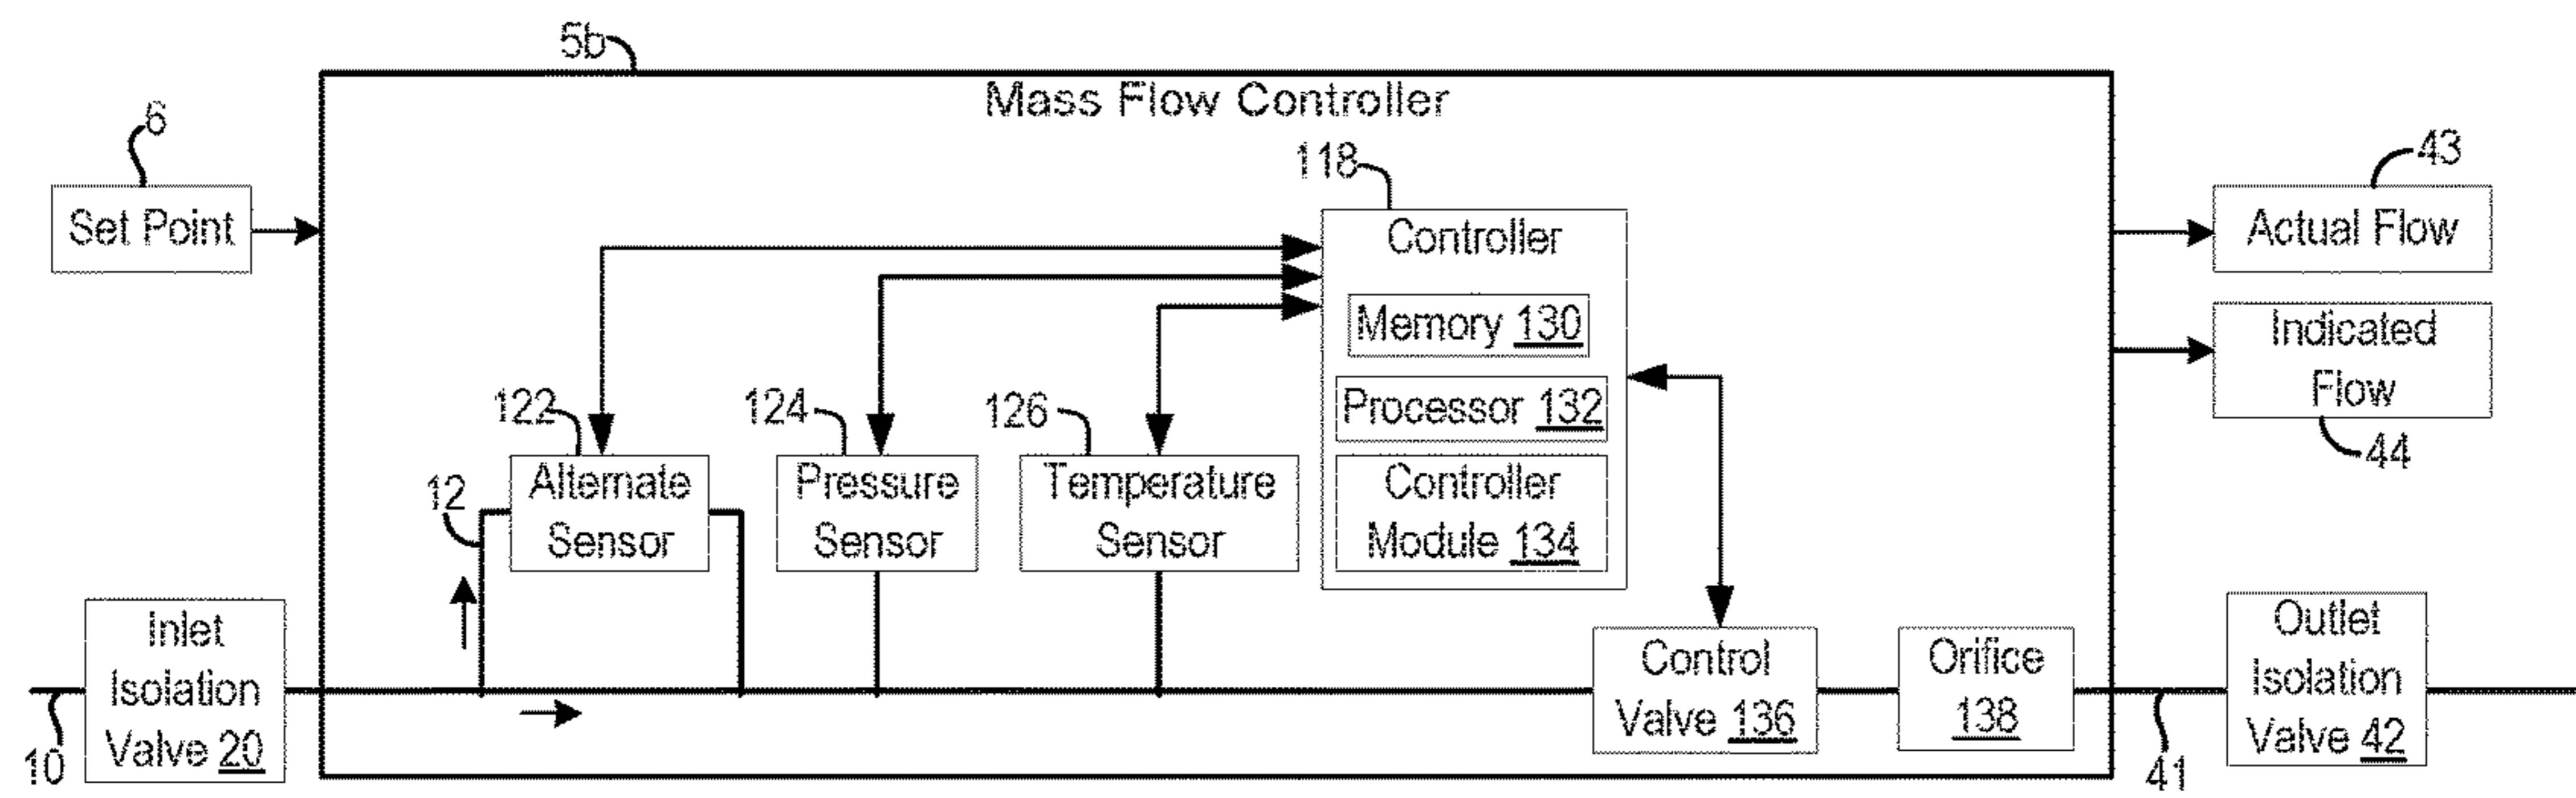 5b
Mass Flow Controller
6
Set Point
118
Controller
Memory 130
Processor 132
Controller
Module 134
43
Actual Flow
Indicated
Flow
44
122
Alternate
Sensor
124
Pressure
Sensor
126
Temperature
Sensor
12
Inlet
Isolation
Valve 20
10
Control
Valve 136
Orifice
138
41
Outlet
Isolation
Valve 42